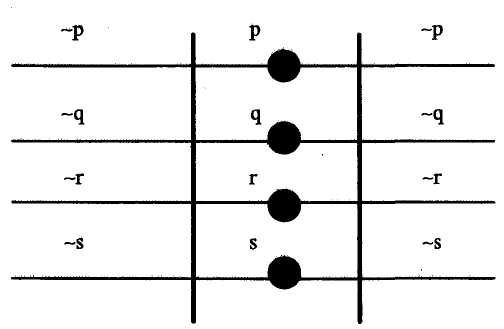 ~p p ~p
~q q ~q
~r r ~r
~s s ~s